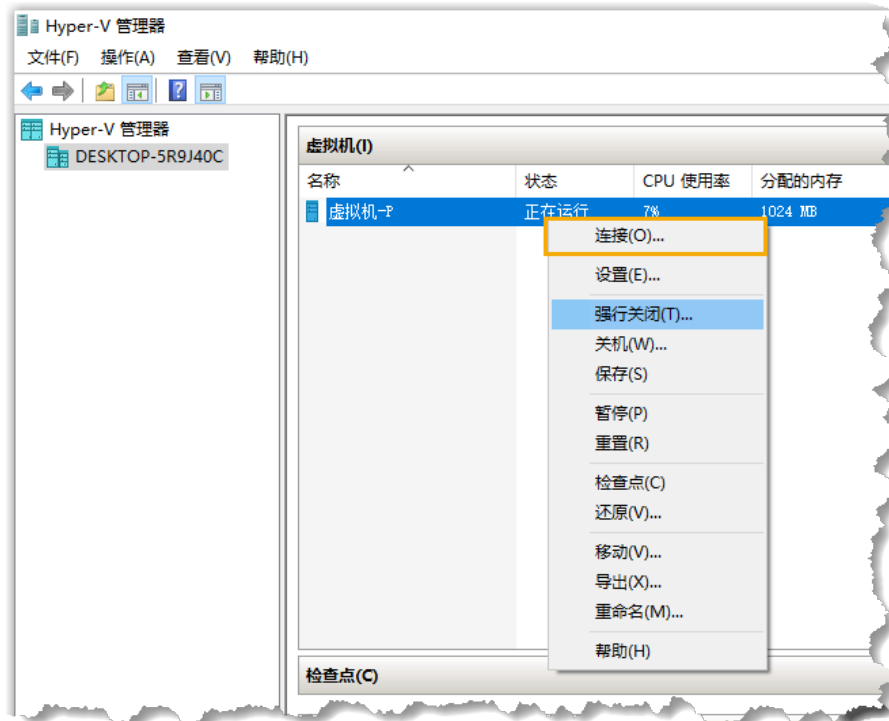 Hyper-V 管理器
文件(F) 操作(A) 查看(V) 帮助(H)
Hyper-V 管理器
DESKTOP-5R9J40C
虚拟机(I)
名称 状态 CPU 使用率 分配的内存
虚拟机-P 正在运行 7% 1024 MB
连接(O)...
设置(E)...
强行关闭(T)...
关机(W)...
保存(S)
暂停(P)
重置(R)
检查点(C)
还原(V)...
移动(V)...
导出(X)...
重命名(M)...
帮助(H)
检查点(C)